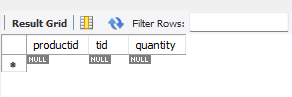 Result Grid Filter Rows:
productid tid quantity
NULL NULL NULL